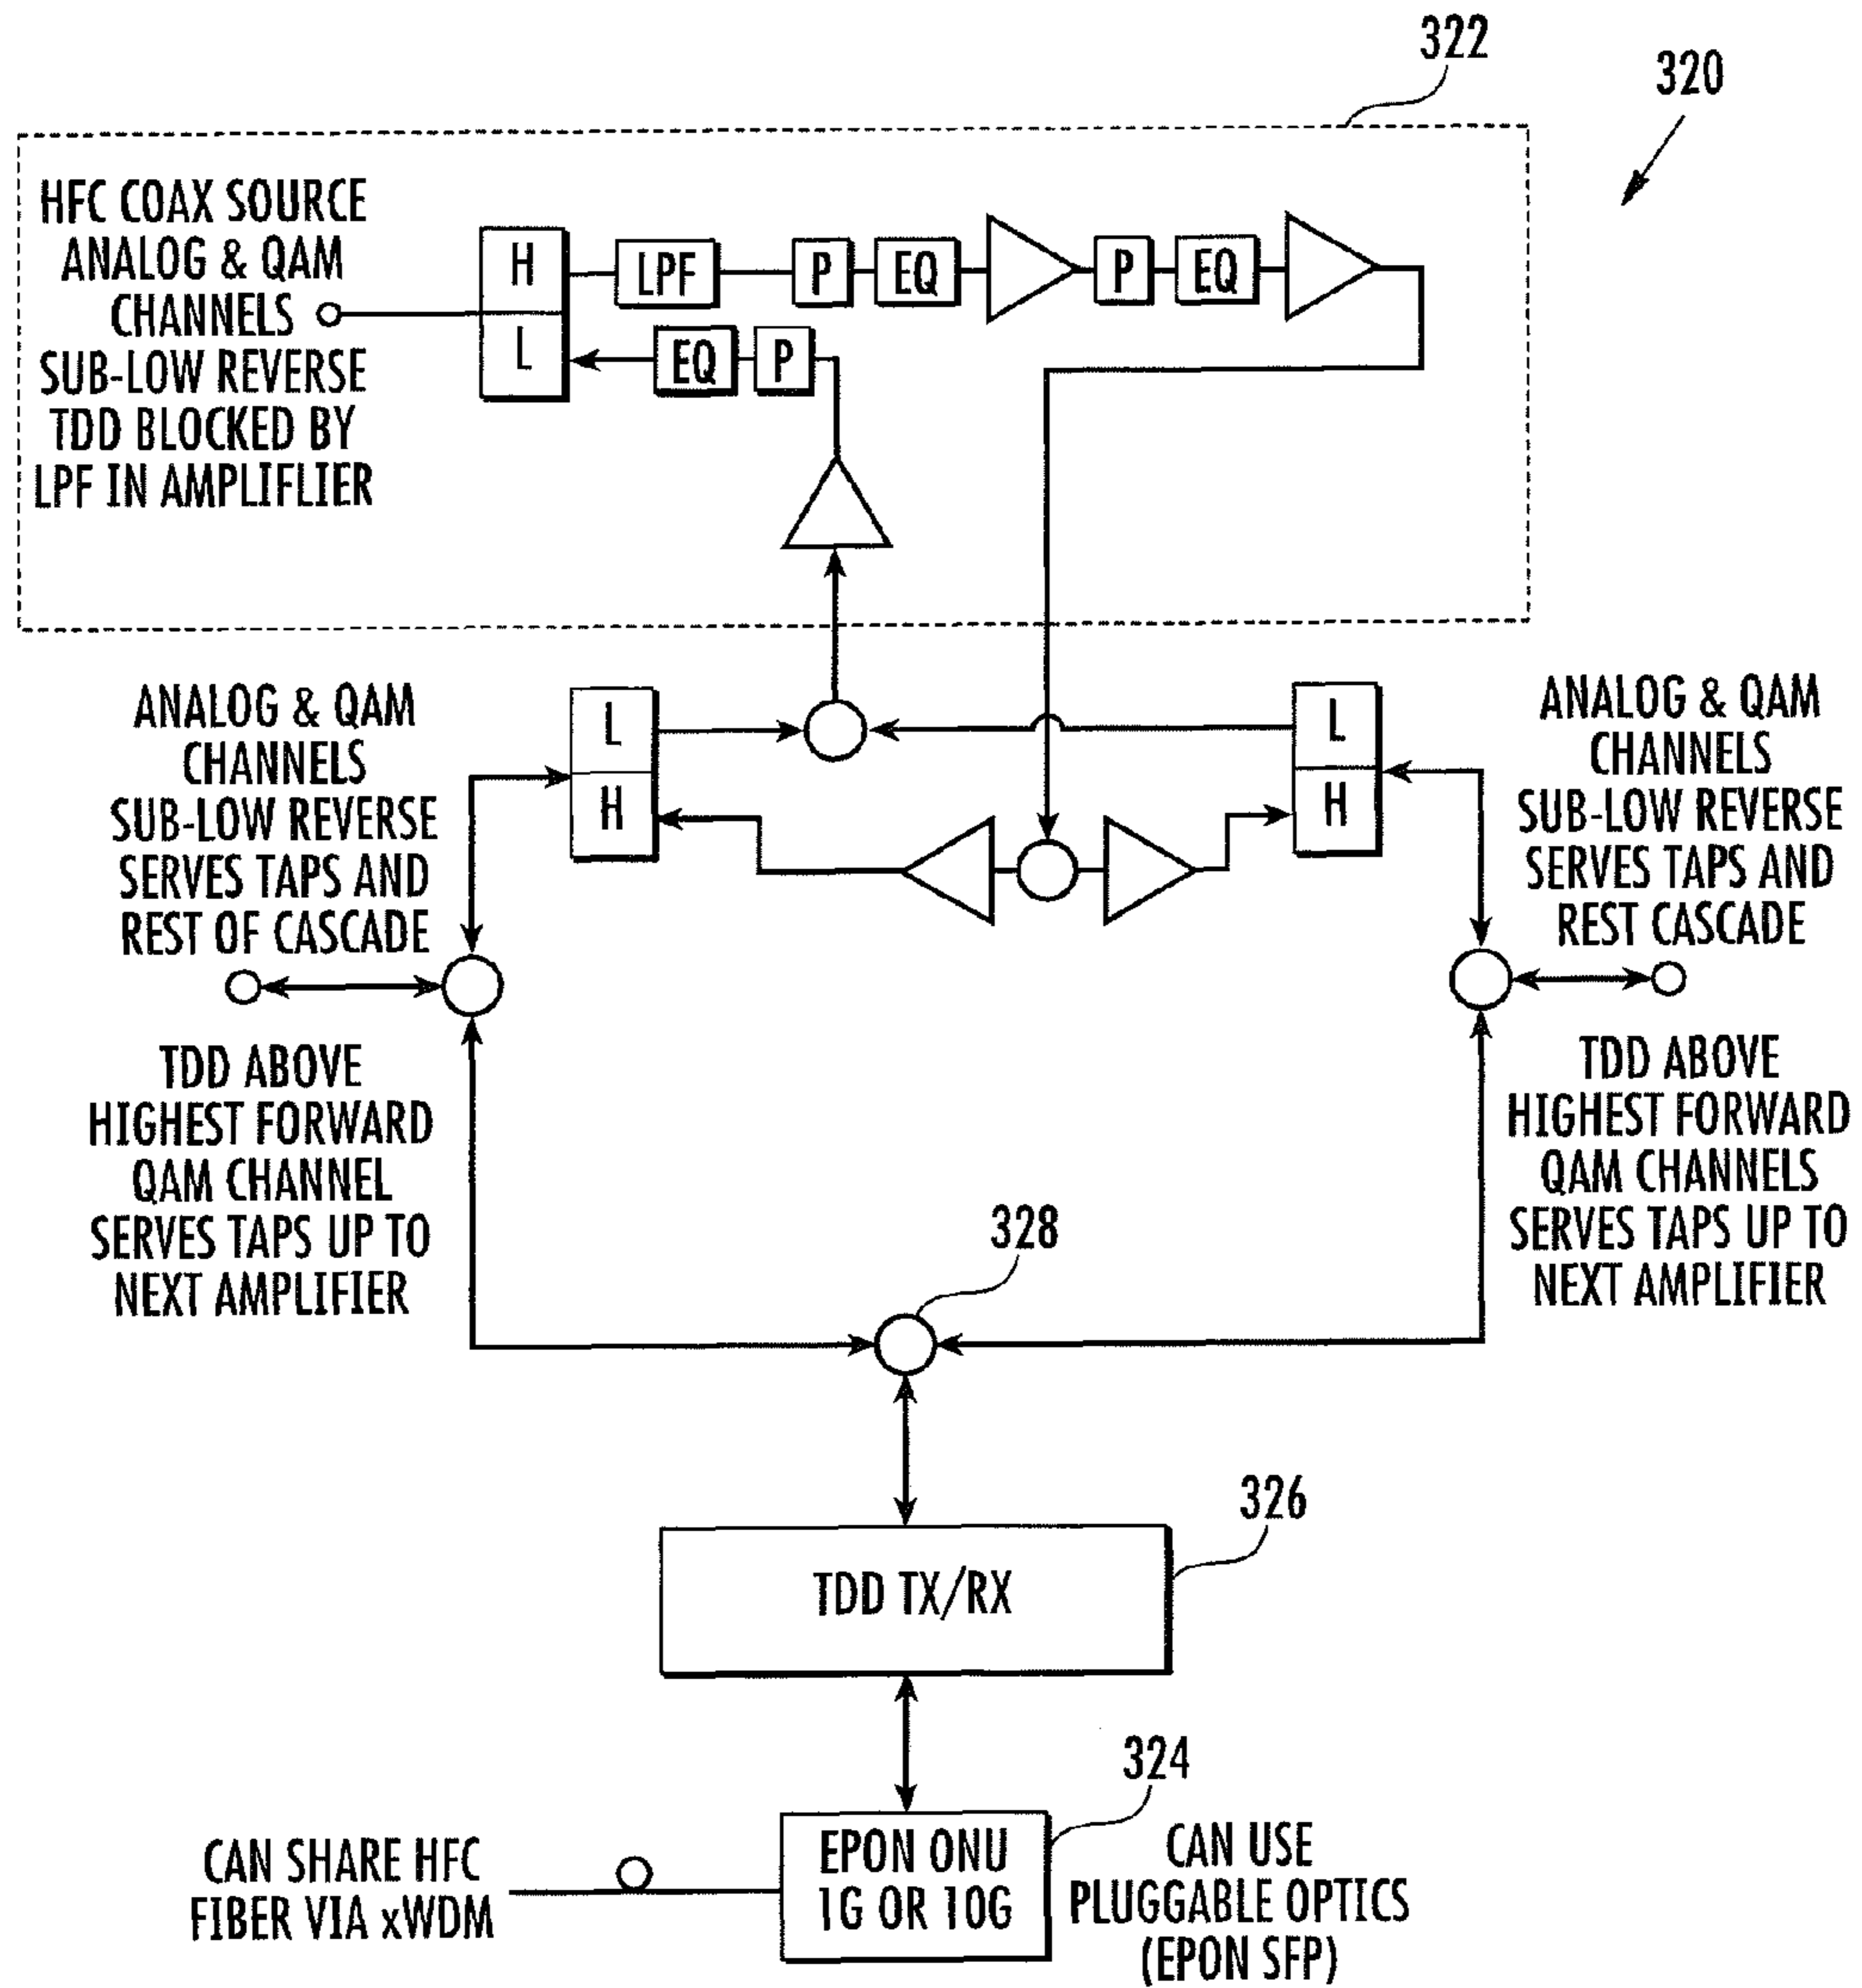 322
320
HFC COAX SOURCE
ANALOG & QAM
CHANNELS
SUB-LOW REVERSE
TDD BLOCKED BY
LPF IN AMPLIFLIER
H
L
LPF
P
EQ
P
EQ
EQ
P
ANALOG & QAM
CHANNELS
SUB-LOW REVERSE
SERVES TAPS AND
REST OF CASCADE
L
H
L
H
ANALOG & QAM
CHANNELS
SUB-LOW REVERSE
SERVES TAPS AND
REST CASCADE
TDD ABOVE
HIGHEST FORWARD
QAM CHANNEL
SERVES TAPS UP TO
NEXT AMPLIFIER
TDD ABOVE
HIGHEST FORWARD
QAM CHANNELS
SERVES TAPS UP TO
NEXT AMPLIFIER
328
326
TDD TX/RX
324
CAN SHARE HFC
FIBER VIA xWDM
EPON ONU
1G OR 10G
CAN USE
PLUGGABLE OPTICS
(EPON SFP)